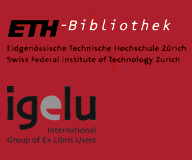 ETH-Bibliothek
Eidgenössische Technische Hochschule Zürich
Swiss Federal Institute of Technology Zurich
igelu
International
Group of Ex Libris Users